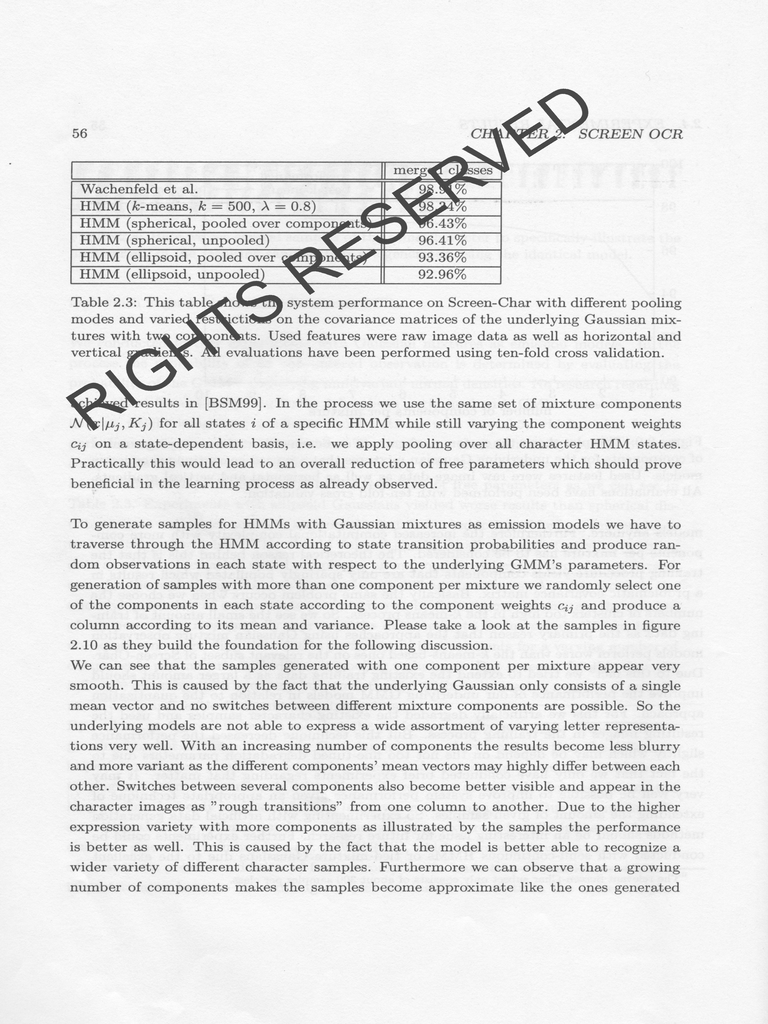 56
CHAPTER 2. SCREEN OCR
merged classes
Wachenfeld et al. 98.91%
HMM (k-means, k = 500, λ = 0.8) 98.24%
HMM (spherical, pooled over components) 96.43%
HMM (spherical, unpooled) 96.41%
HMM (ellipsoid, pooled over components) 93.36%
HMM (ellipsoid, unpooled) 92.96%
Table 2.3: This table shows the system performance on Screen-Char with different pooling
modes and varied restrictions on the covariance matrices of the underlying Gaussian mix-
tures with two components. Used features were raw image data as well as horizontal and
vertical gradients. All evaluations have been performed using ten-fold cross validation.
RIGHTS RESERVED
achieved results in [BSM99]. In the process we use the same set of mixture components
𝒩(x|μj, Kj) for all states i of a specific HMM while still varying the component weights
cij on a state-dependent basis, i.e. we apply pooling over all character HMM states.
Practically this would lead to an overall reduction of free parameters which should prove
beneficial in the learning process as already observed.
To generate samples for HMMs with Gaussian mixtures as emission models we have to
traverse through the HMM according to state transition probabilities and produce ran-
dom observations in each state with respect to the underlying GMM's parameters. For
generation of samples with more than one component per mixture we randomly select one
of the components in each state according to the component weights cij and produce a
column according to its mean and variance. Please take a look at the samples in figure
2.10 as they build the foundation for the following discussion.
We can see that the samples generated with one component per mixture appear very
smooth. This is caused by the fact that the underlying Gaussian only consists of a single
mean vector and no switches between different mixture components are possible. So the
underlying models are not able to express a wide assortment of varying letter representa-
tions very well. With an increasing number of components the results become less blurry
and more variant as the different components' mean vectors may highly differ between each
other. Switches between several components also become better visible and appear in the
character images as "rough transitions" from one column to another. Due to the higher
expression variety with more components as illustrated by the samples the performance
is better as well. This is caused by the fact that the model is better able to recognize a
wider variety of different character samples. Furthermore we can observe that a growing
number of components makes the samples become approximate like the ones generated